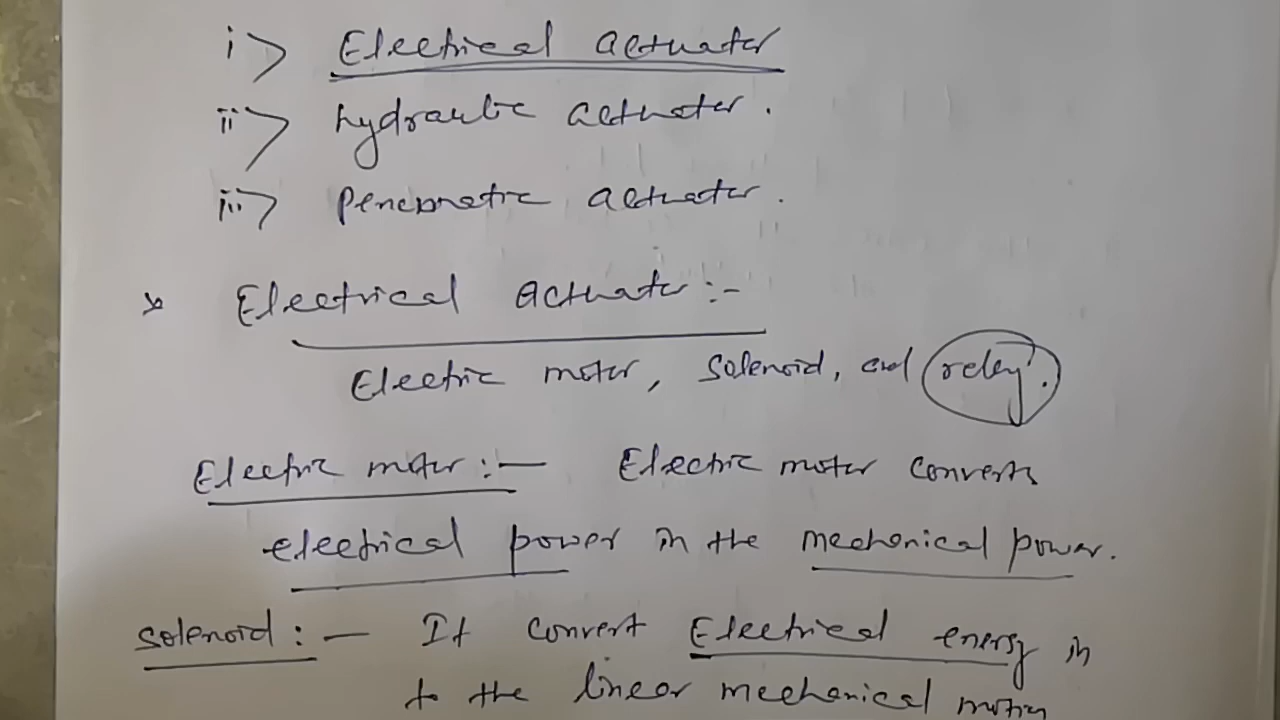 i> Electrical actuator
ii> hydraulic actuator.
iii> Peneumatic actuator.
* Electrical actuator :-
Electric motor, Solenoid, and relay.
Electric motor :- Electric motor converts
electrical power in the mechanical power.
Solenoid :- It convert Electrical energy in
to the linear mechanical motion